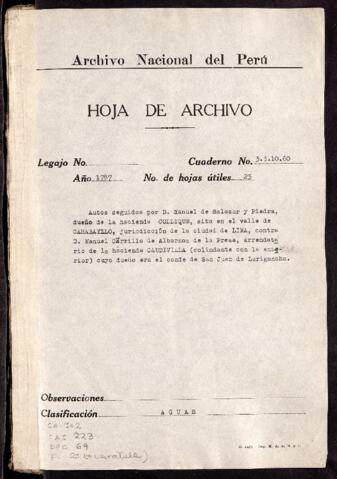 Archivo Nacional del Perú
HOJA DE ARCHIVO
Legajo No. Cuaderno No. 3.3.10.60
Año 1787 No. de hojas útiles 25
Autos seguidos por D. Manuel de Salazar y Piedra,
dueño de la hacienda COLLIQUE, sita en el valle de
CARABAYLLO, jurisdicción de la ciudad de LIMA, contra
D. Manuel Carrillo de Albornoz de la Presa, arrendata
rio de la hacienda CAUDIVILLA (colindante con la ante
rior) cuyo dueño era el conde de San Juan de Lurigancho.
Observaciones
Clasificación AGUAS
CAJ 223
DOC 69